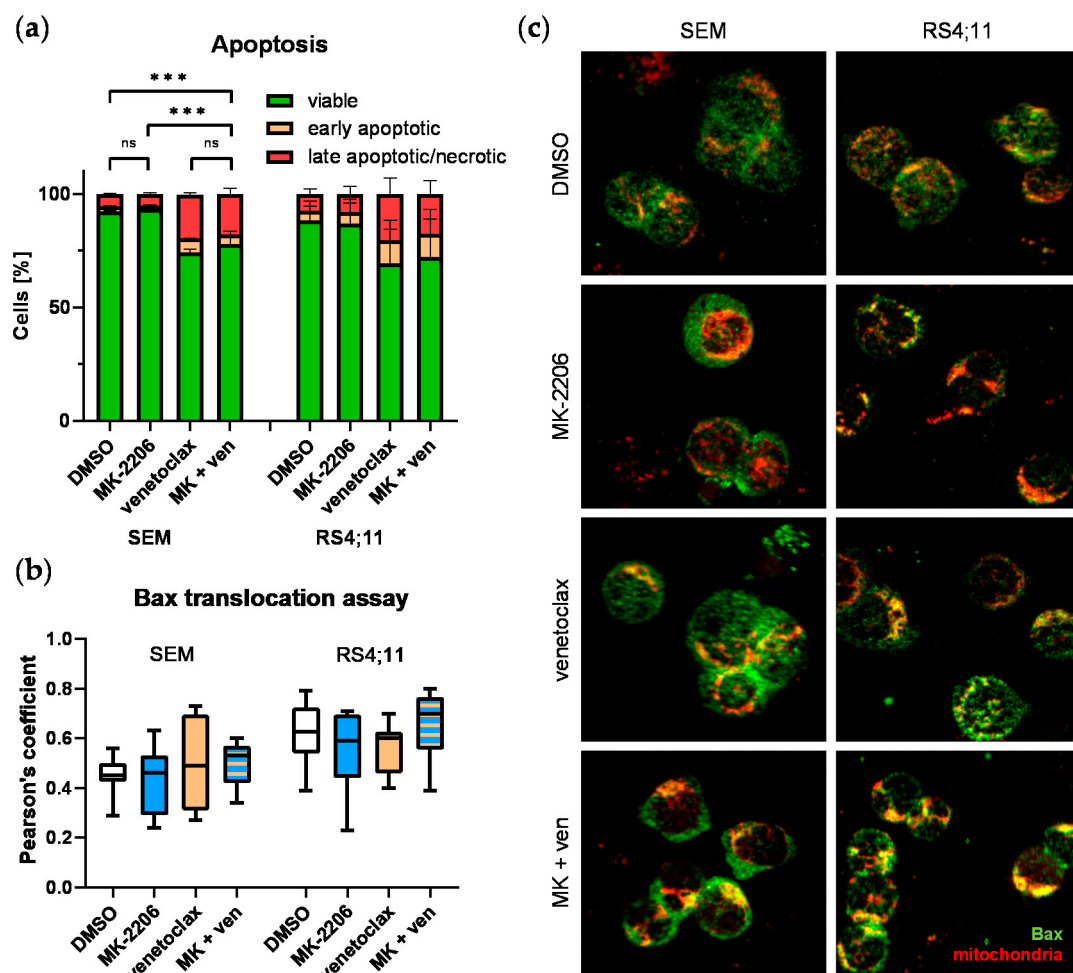 (a)
Apoptosis
***
***
ns
ns
viable
early apoptotic
late apoptotic/necrotic
Cells [%]
100
50
0
DMSO
MK-2206
venetoclax
MK + ven
DMSO
MK-2206
venetoclax
MK + ven
SEM
RS4;11
(b)
Bax translocation assay
SEM
RS4;11
Pearson's coefficient
1.0
0.8
0.6
0.4
0.2
0.0
DMSO
MK-2206
venetoclax
MK + ven
DMSO
MK-2206
venetoclax
MK + ven
(c)
SEM
RS4;11
DMSO
MK-2206
venetoclax
MK + ven
Bax
mitochondria